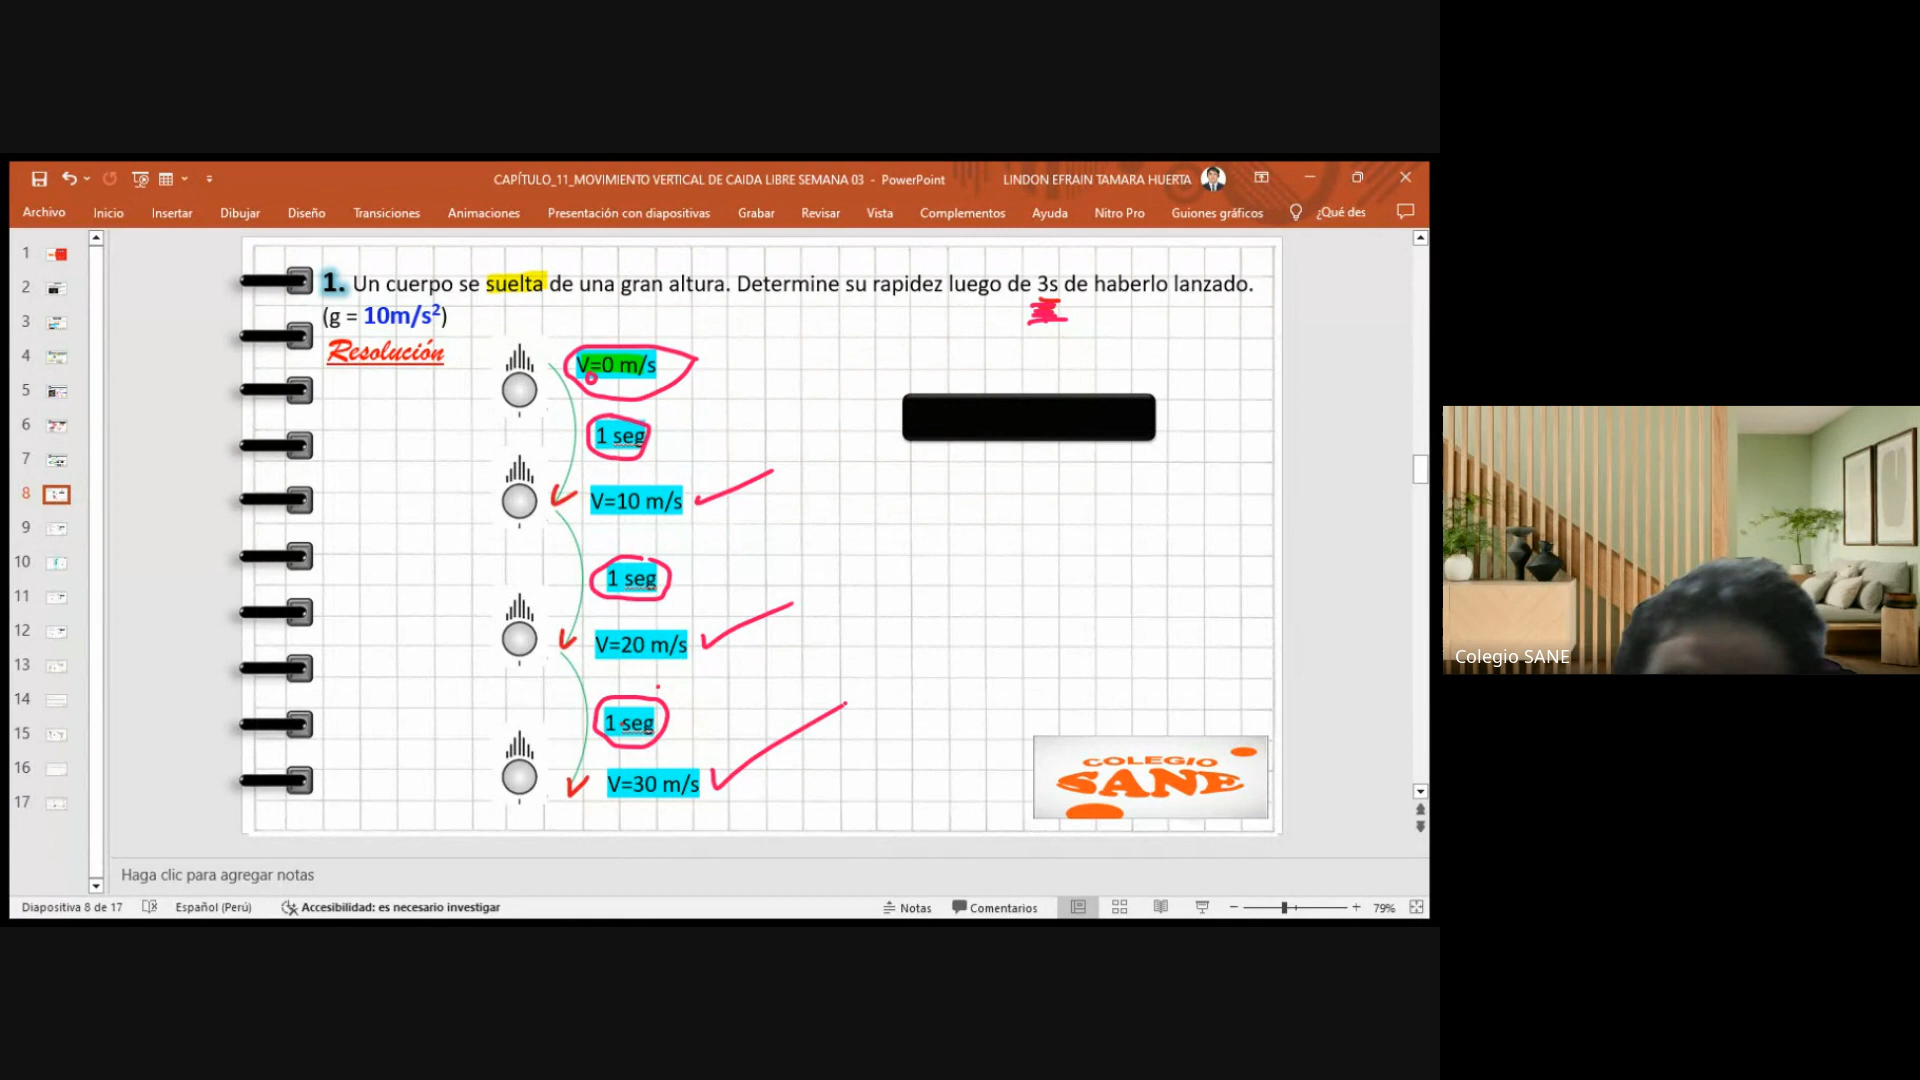 CAPÍTULO_11_MOVIMIENTO VERTICAL DE CAIDA LIBRE SEMANA 03 - PowerPoint
LINDON EFRAIN TAMARA HUERTA
Archivo Inicio Insertar Dibujar Diseño Transiciones Animaciones Presentación con diapositivas Grabar Revisar Vista Complementos Ayuda Nitro Pro Guiones gráficos ¿Qué des
1
2
3
4
5
6
7
8
9
10
11
12
13
14
15
16
17
1. Un cuerpo se suelta de una gran altura. Determine su rapidez luego de 3s de haberlo lanzado.
(g = 10m/s²)
Resolución
V=0 m/s
0
1 seg
V=10 m/s
1 seg
V=20 m/s
1 seg
V=30 m/s
COLEGIO
SANE
Haga clic para agregar notas
Diapositiva 8 de 17 Español (Perú) Accesibilidad: es necesario investigar Notas Comentarios 79%
Colegio SANE